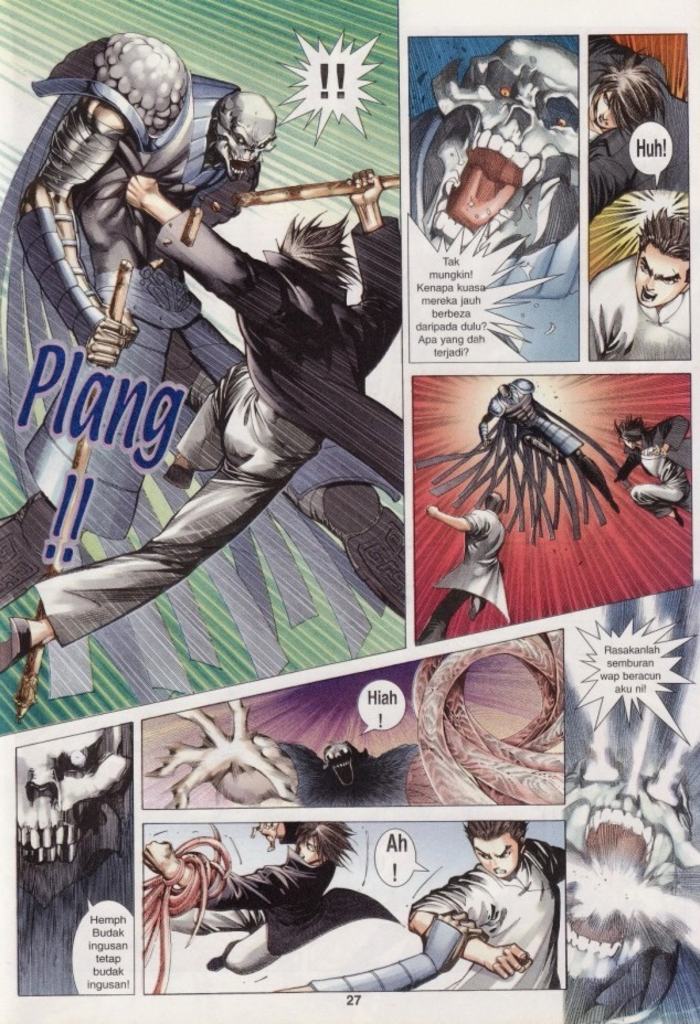 !!
Plang
!!
Tak
mungkin!
Kenapa kuasa
mereka jauh
berbeza
daripada dulu?
Apa yang dah
terjadi?
Huh!
Hiah
!
Rasakanlah
semburan
wap beracun
aku ni!
Hemph
Budak
ingusan
tetap
budak
ingusan!
Ah
!
27